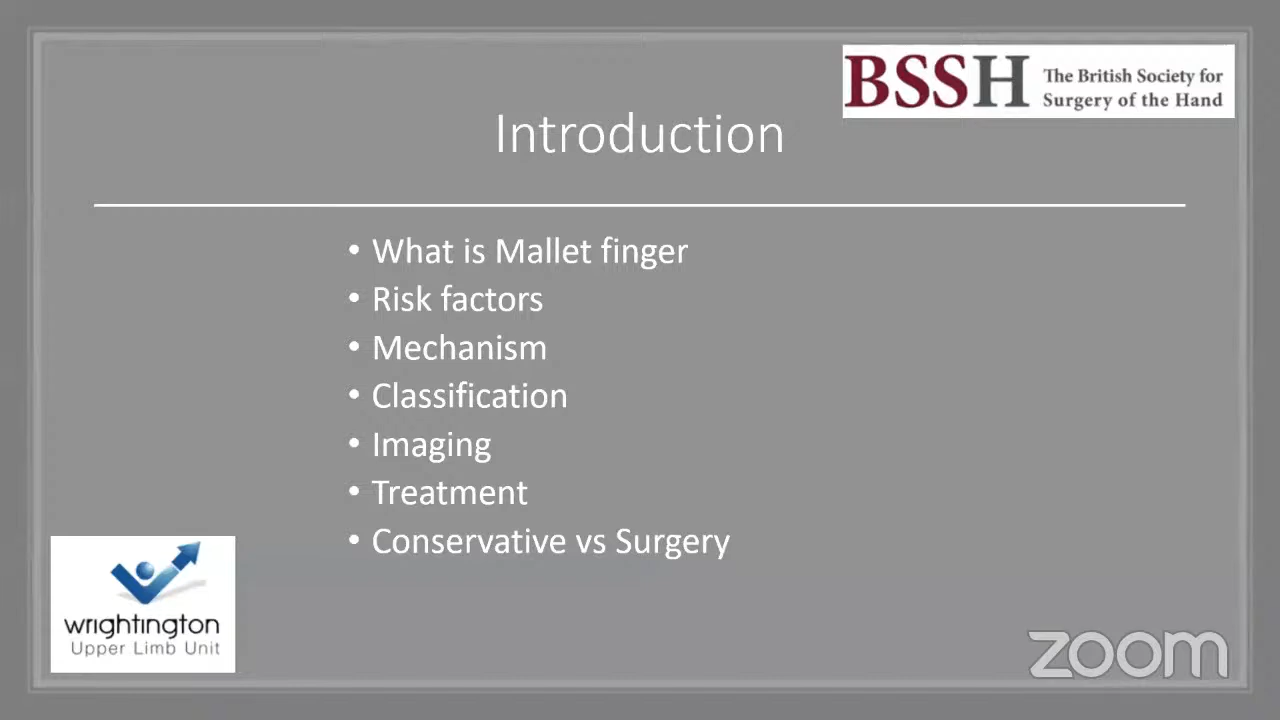 BSSH The British Society for
Surgery of the Hand
Introduction
• What is Mallet finger
• Risk factors
• Mechanism
• Classification
• Imaging
• Treatment
• Conservative vs Surgery
wrightington
Upper Limb Unit
zoom